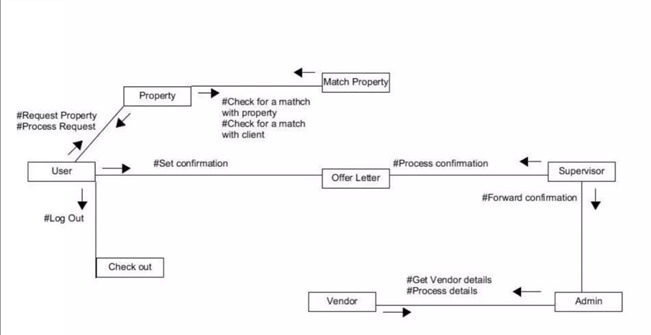 Match Property
Property
#Check for a mathch
with property
#Check for a match
with client
#Request Property
#Process Request
User
#Set confirmation
Offer Letter
#Process confirmation
Supervisor
#Forward confirmation
#Log Out
Check out
#Get Vendor details
#Process details
Vendor
Admin